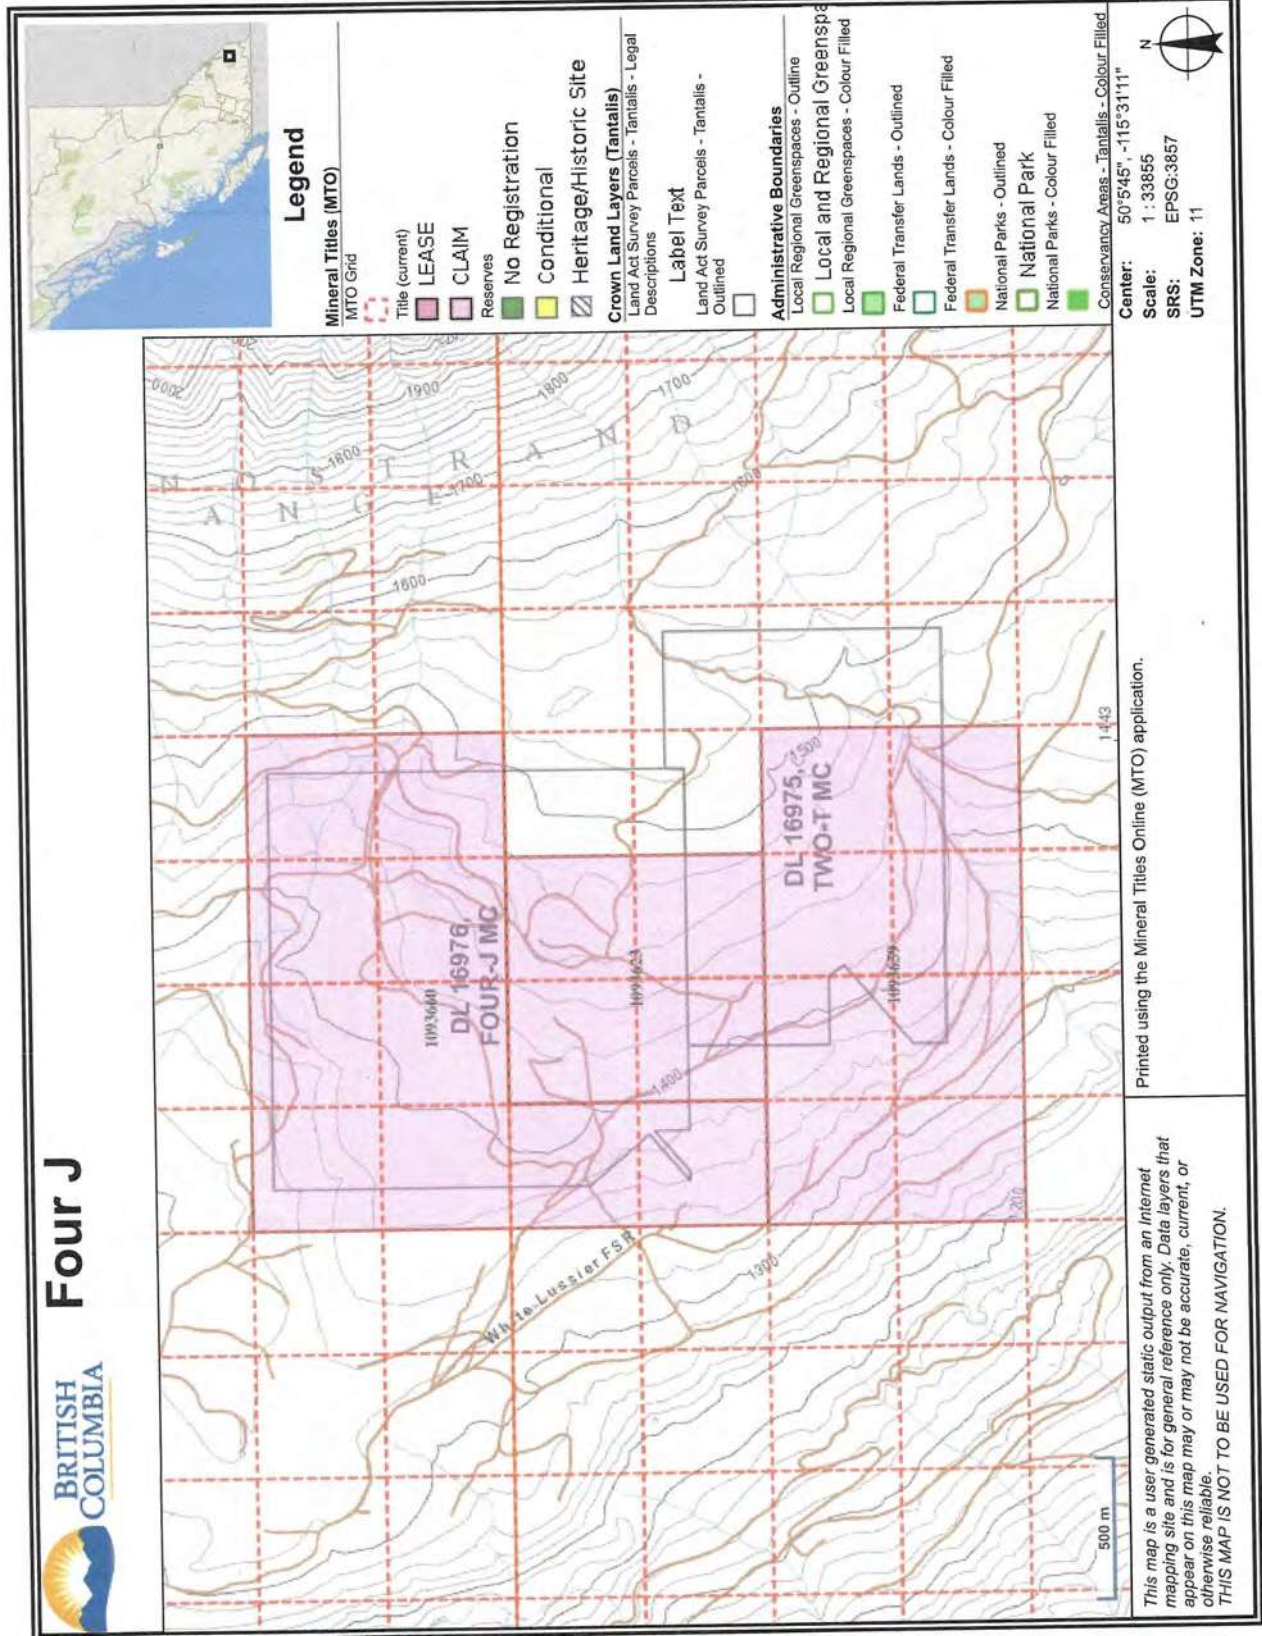 BRITISH
COLUMBIA
Four J
2000
1900
1800
1800
1700
1700
1600
1600
N O S T R A N D
R A N G E
DL 16976,
FOUR-J MC
1093660
1093623
DL 16975,
TWO-T MC
1500
1400
1443
1300
White-Lussier FSR
500 m
Legend
Mineral Titles (MTO)
MTO Grid
Title (current)
LEASE
CLAIM
Reserves
No Registration
Conditional
Heritage/Historic Site
Crown Land Layers (Tantalis)
Land Act Survey Parcels - Tantalis - Legal
Descriptions
Label Text
Land Act Survey Parcels - Tantalis -
Outlined
Administrative Boundaries
Local Regional Greenspaces - Outline
Local and Regional Greenspa
Local Regional Greenspaces - Colour Filled
Federal Transfer Lands - Outlined
Federal Transfer Lands - Colour Filled
National Parks - Outlined
National Park
National Parks - Colour Filled
Conservancy Areas - Tantalis - Colour Filled
Center: 50°5'45", -115°31'11"
Scale: 1 : 33855
SRS: EPSG:3857
UTM Zone: 11
N
This map is a user generated static output from an Internet
mapping site and is for general reference only. Data layers that
appear on this map may or may not be accurate, current, or
otherwise reliable.
THIS MAP IS NOT TO BE USED FOR NAVIGATION.
Printed using the Mineral Titles Online (MTO) application.